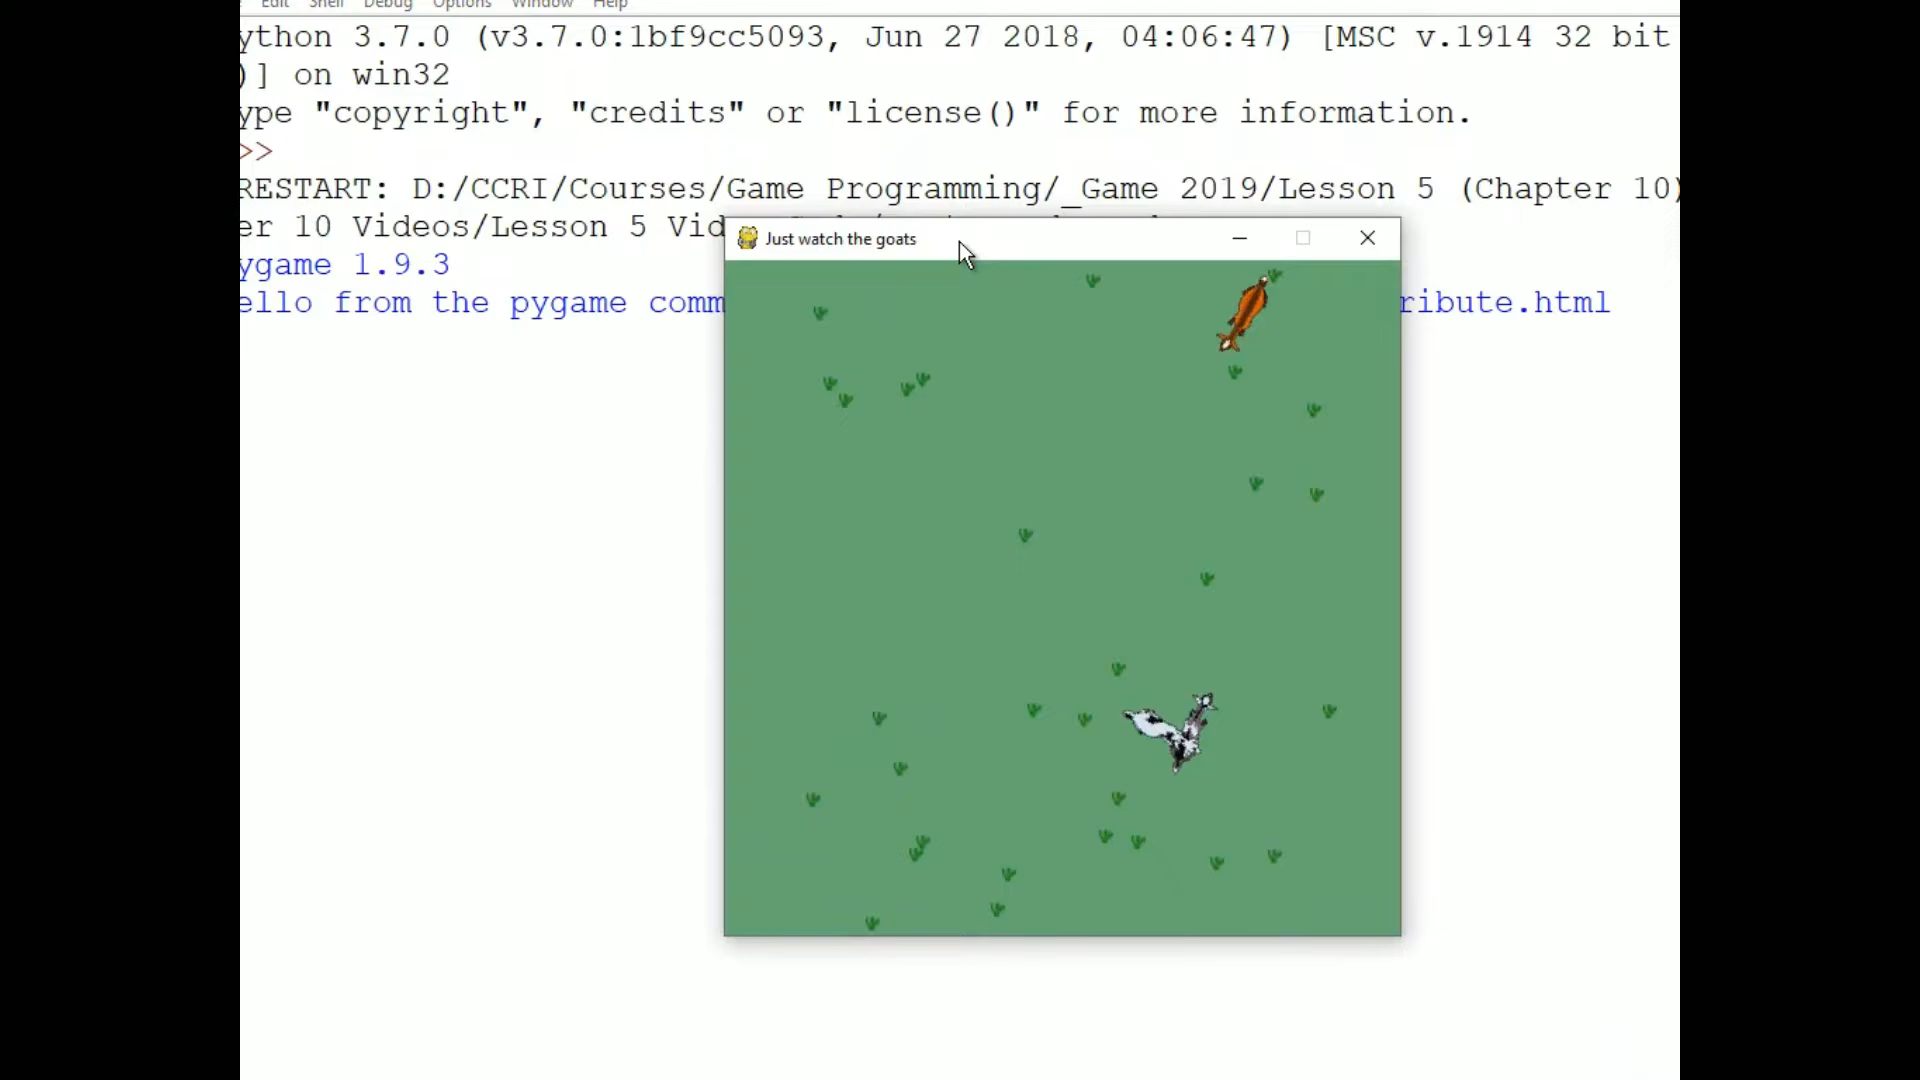 Edit Shell Debug Options Window Help
ython 3.7.0 (v3.7.0:1bf9cc5093, Jun 27 2018, 04:06:47) [MSC v.1914 32 bit
)] on win32
ype "copyright", "credits" or "license()" for more information.
>>
RESTART: D:/CCRI/Courses/Game Programming/_Game 2019/Lesson 5 (Chapter 10)
er 10 Videos/Lesson 5 Vid
Just watch the goats
ygame 1.9.3
ello from the pygame comm ribute.html